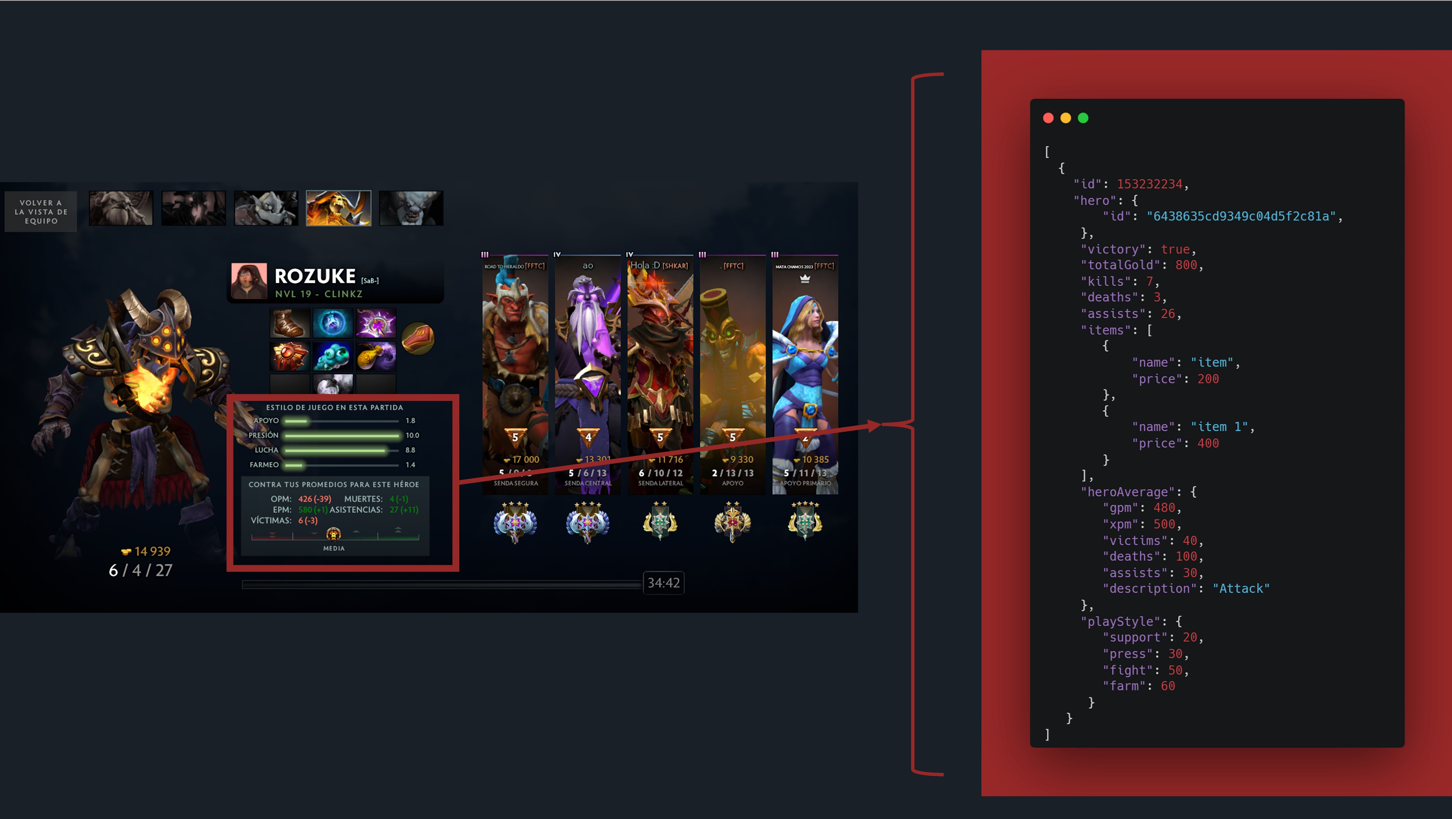 VOLVER A
LA VISTA DE
EQUIPO
ROZUKE [SaB-]
NVL 19 - CLINKZ
ESTILO DE JUEGO EN ESTA PARTIDA
APOYO 1.8
PRESIÓN 10.0
LUCHA 8.8
FARMEO 1.4
CONTRA TUS PROMEDIOS PARA ESTE HÉROE
OPM: 426 (-39) MUERTES: 4 (-1)
EPM: 580 (+1) ASISTENCIAS: 27 (+11)
VÍCTIMAS: 6 (-3)
MEDIA
14 939
6 / 4 / 27
III IV IV III III
ROAD TO HERALDO [FFTC] ao Hola :D [SHKAR] . [FFTC] MATA CHANOS 2023 [FFTC]
5 4 5 5 2
17 000 13 301 11 716 9 330 10 385
5 / 6 / 13 6 / 10 / 12 2 / 13 / 13 5 / 11 / 13
SENDA SEGURA SENDA CENTRAL SENDA LATERAL APOYO APOYO PRIMARIO
34:42
[
{
"id": 153232234,
"hero": {
"id": "6438635cd9349c04d5f2c81a",
},
"victory": true,
"totalGold": 800,
"kills": 7,
"deaths": 3,
"assists": 26,
"items": [
{
"name": "item",
"price": 200
},
{
"name": "item 1",
"price": 400
}
],
"heroAverage": {
"gpm": 480,
"xpm": 500,
"victims": 40,
"deaths": 100,
"assists": 30,
"description": "Attack"
},
"playStyle": {
"support": 20,
"press": 30,
"fight": 50,
"farm": 60
}
}
]